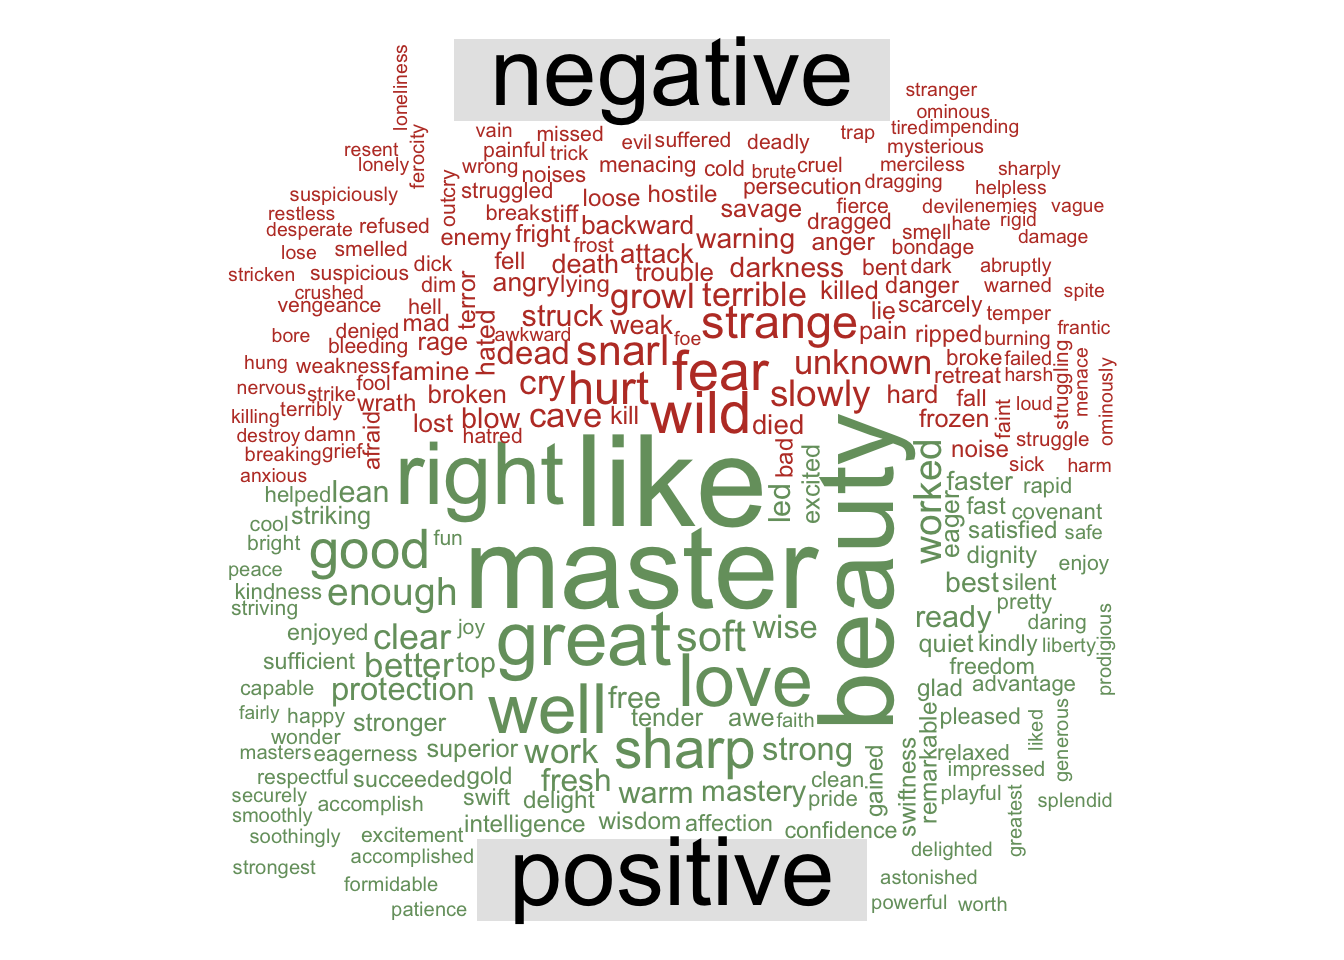 negative
loneliness
stranger
ominous
vain missed evil suffered deadly trap tired impending
resent painful trick mysterious
lonely ferocity wrong noises menacing cold brute cruel merciless sharply
suspiciously outcry struggled loose hostile persecution dragging helpless
restless break stiff savage fierce devil enemies vague
desperate refused enemy fright backward warning dragged smell hate rigid
lose smelled frost attack anger bondage damage
stricken suspicious dick fell death trouble darkness bent dark abruptly
crushed dim angry lying growl terrible killed danger warned spite
vengeance hell terror struck lie scarcely temper
bore denied mad hated awkward weak foe strange pain ripped burning frantic
bleeding rage dead snarl
hung weakness famine fear unknown broke failed struggling menace ominously
nervous strike fool cry hurt slowly retreat harsh
killing terribly wrath broken wild hard fall loud
destroy damn afraid lost blow cave kill died frozen faint
breaking grief hatred bad noise struggle
anxious sick harm
right like beauty
helped lean led excited worked faster rapid
cool striking eager fast covenant
bright good fun satisfied safe
peace master dignity enjoy
kindness enough best silent
striving pretty
enjoyed clear joy great soft wise ready daring prodigious
sufficient better top quiet kindly liberty
capable protection love freedom
fairly happy stronger well free glad advantage
wonder tender awe faith remarkable pleased liked generous
masters eagerness superior work sharp strong relaxed
respectful succeeded gold fresh clean gained swiftness impressed
securely accomplish swift delight warm mastery pride playful greatest splendid
smoothly intelligence wisdom affection confidence
soothingly excitement
strongest accomplished delighted
formidable astonished
patience powerful worth
positive